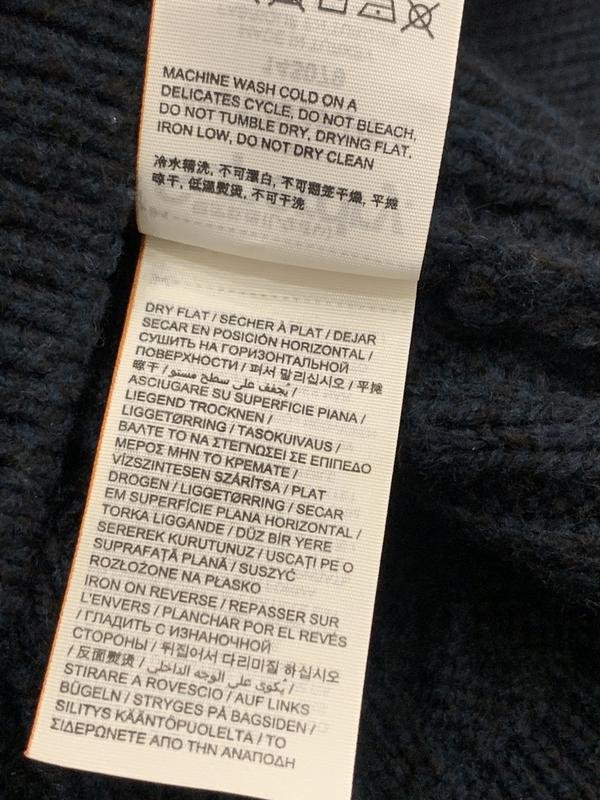 MACHINE WASH COLD ON A
DELICATES CYCLE, DO NOT BLEACH,
DO NOT TUMBLE DRY, DRYING FLAT,
IRON LOW, DO NOT DRY CLEAN
冷水精洗, 不可漂白, 不可翻笼干燥, 平摊
晾干, 低温熨烫, 不可干洗
DRY FLAT / SÉCHER À PLAT / DEJAR
SECAR EN POSICIÓN HORIZONTAL /
СУШИТЬ НА ГОРИЗОНТАЛЬНОЙ
ПОВЕРХНОСТИ / 펴서 말리십시오 / 平摊
晾干 / يُجفف على سطح مستو /
ASCIUGARE SU SUPERFICIE PIANA /
LIEGEND TROCKNEN /
LIGGETØRRING / TASOKUIVAUS /
ΒΑΛΤΕ ΤΟ ΝΑ ΣΤΕΓΝΩΣΕΙ ΣΕ ΕΠΙΠΕΔΟ
ΜΕΡΟΣ ΜΗΝ ΤΟ ΚΡΕΜΑΤΕ /
VÍZSZINTESEN SZÁRÍTSA / PLAT
DROGEN / LIGGETØRRING / SECAR
EM SUPERFÍCIE PLANA HORIZONTAL /
TORKA LIGGANDE / DÜZ BİR YERE
SEREREK KURUTUNUZ / USCAȚI PE O
SUPRAFAȚĂ PLANĂ / SUSZYĆ
ROZŁOŻONE NA PŁASKO
IRON ON REVERSE / REPASSER SUR
L'ENVERS / PLANCHAR POR EL REVÉS
/ ГЛАДИТЬ С ИЗНАНОЧНОЙ
СТОРОНЫ / 뒤집어서 다리미질 하십시오
/ 反面熨烫 / يُكوى على الوجه الداخلي /
STIRARE A ROVESCIO / AUF LINKS
BÜGELN / STRYGES PÅ BAGSIDEN /
SILITYS KÄÄNTÖPUOLELTA / ΤΟ
ΣΙΔΕΡΩΝΕΤΕ ΑΠΟ ΤΗΝ ΑΝΑΠΟΔΗ